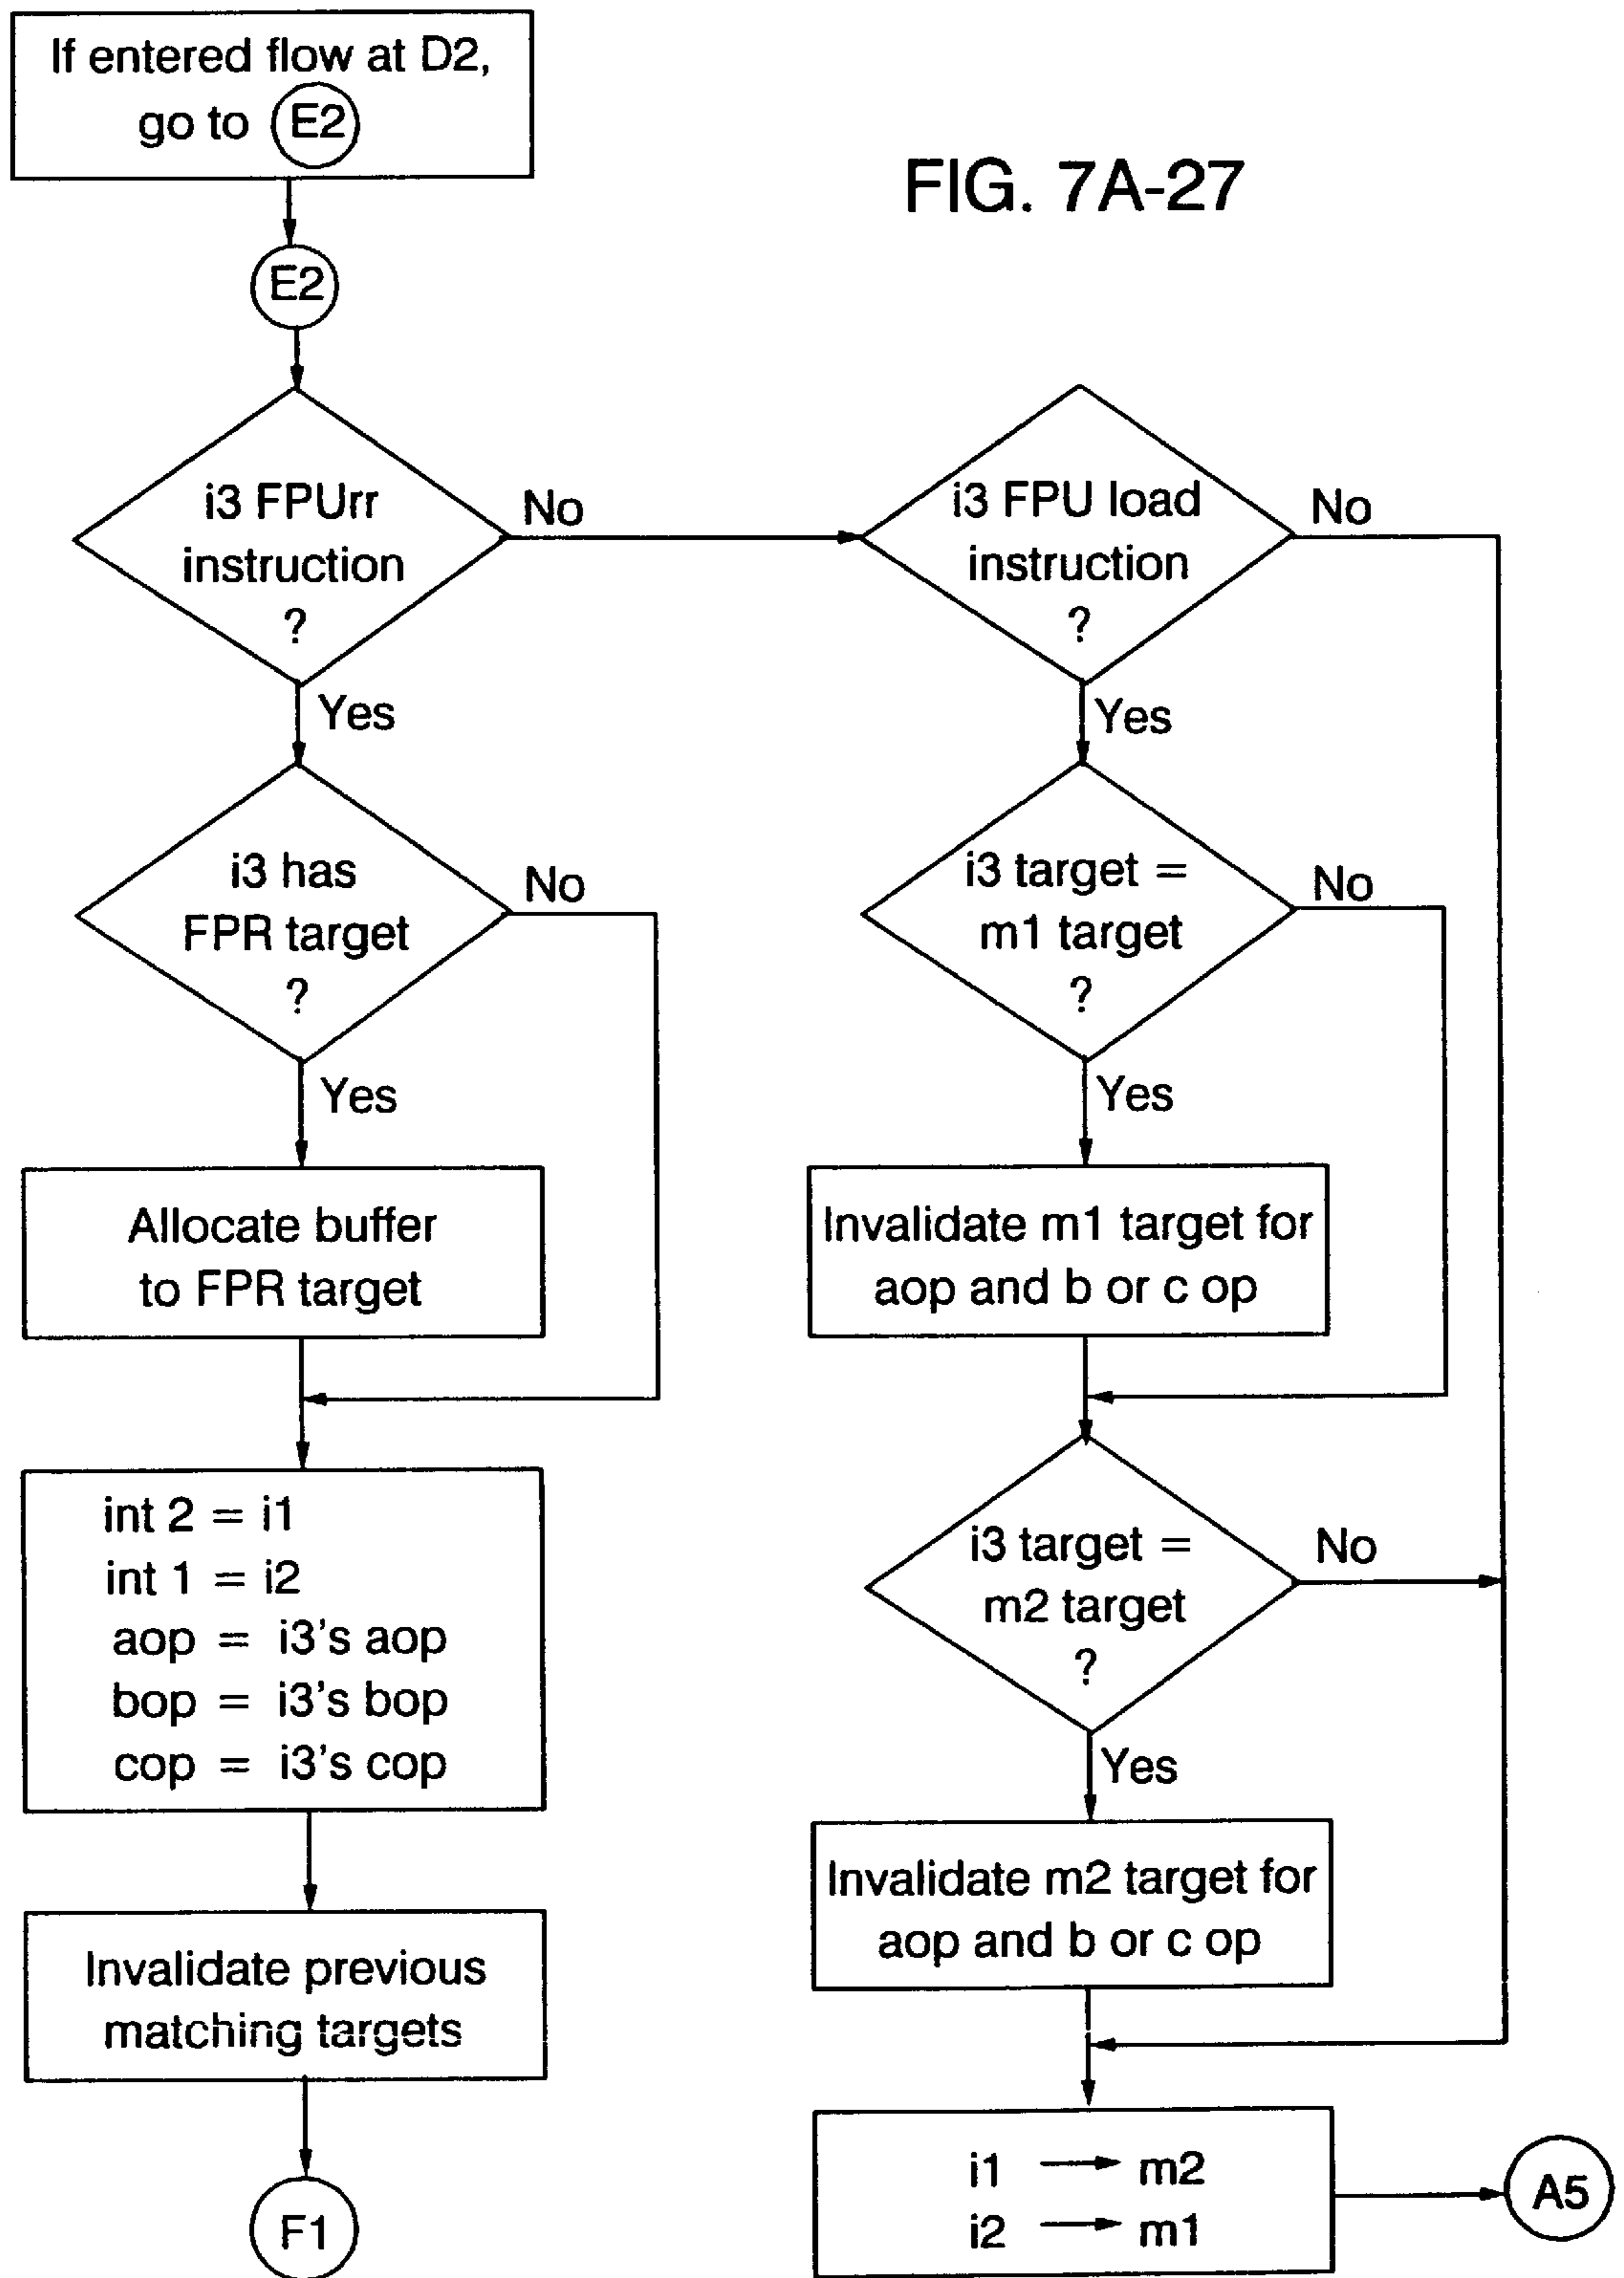 If entered flow at D2,
go to E2
FIG. 7A-27
E2
i3 FPUrr
instruction
?
No
Yes
i3 FPU load
instruction
?
No
Yes
i3 has
FPR target
?
No
Yes
i3 target =
m1 target
?
No
Yes
Allocate buffer
to FPR target
Invalidate m1 target for
aop and b or c op
int 2 = i1
int 1 = i2
aop = i3's aop
bop = i3's bop
cop = i3's cop
i3 target =
m2 target
?
No
Yes
Invalidate previous
matching targets
Invalidate m2 target for
aop and b or c op
F1
i1 → m2
i2 → m1
A5